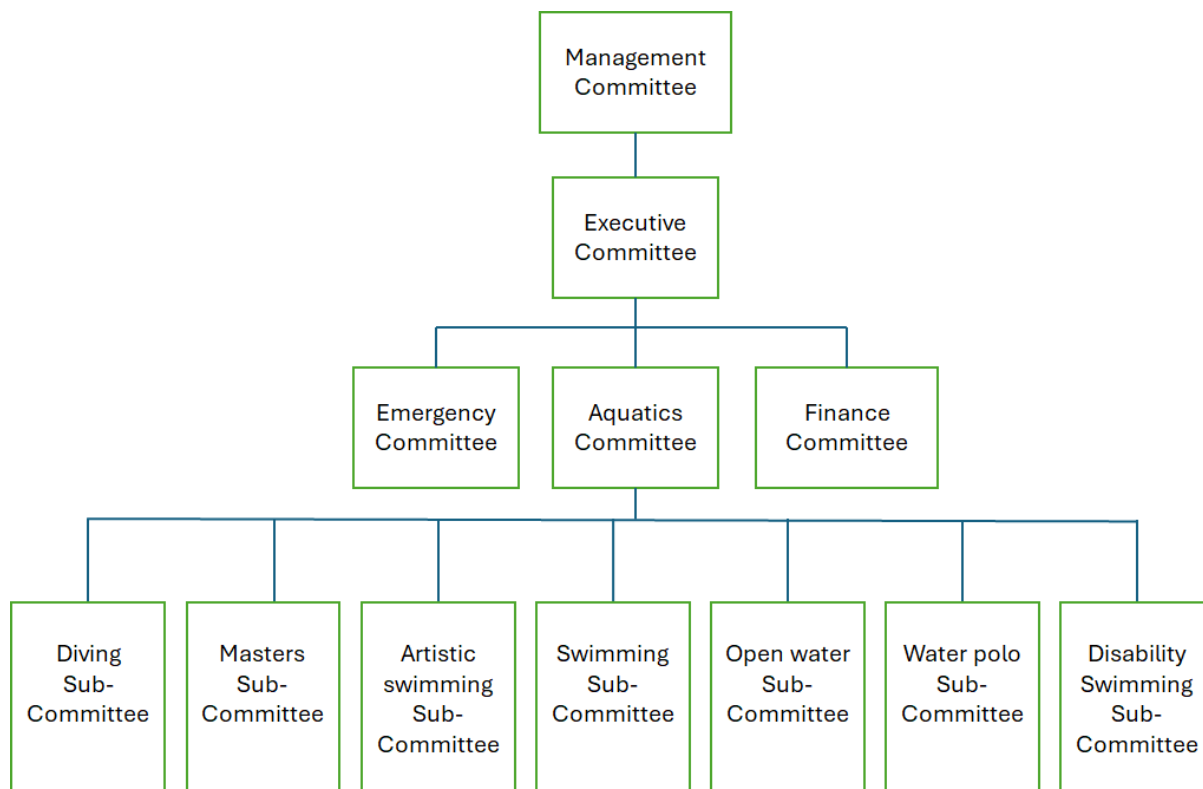 Management
Committee
Executive
Committee
Emergency
Committee
Aquatics
Committee
Finance
Committee
Diving
Sub-
Committee
Masters
Sub-
Committee
Artistic
swimming
Sub-
Committee
Swimming
Sub-
Committee
Open water
Sub-
Committee
Water polo
Sub-
Committee
Disability
Swimming
Sub-
Committee